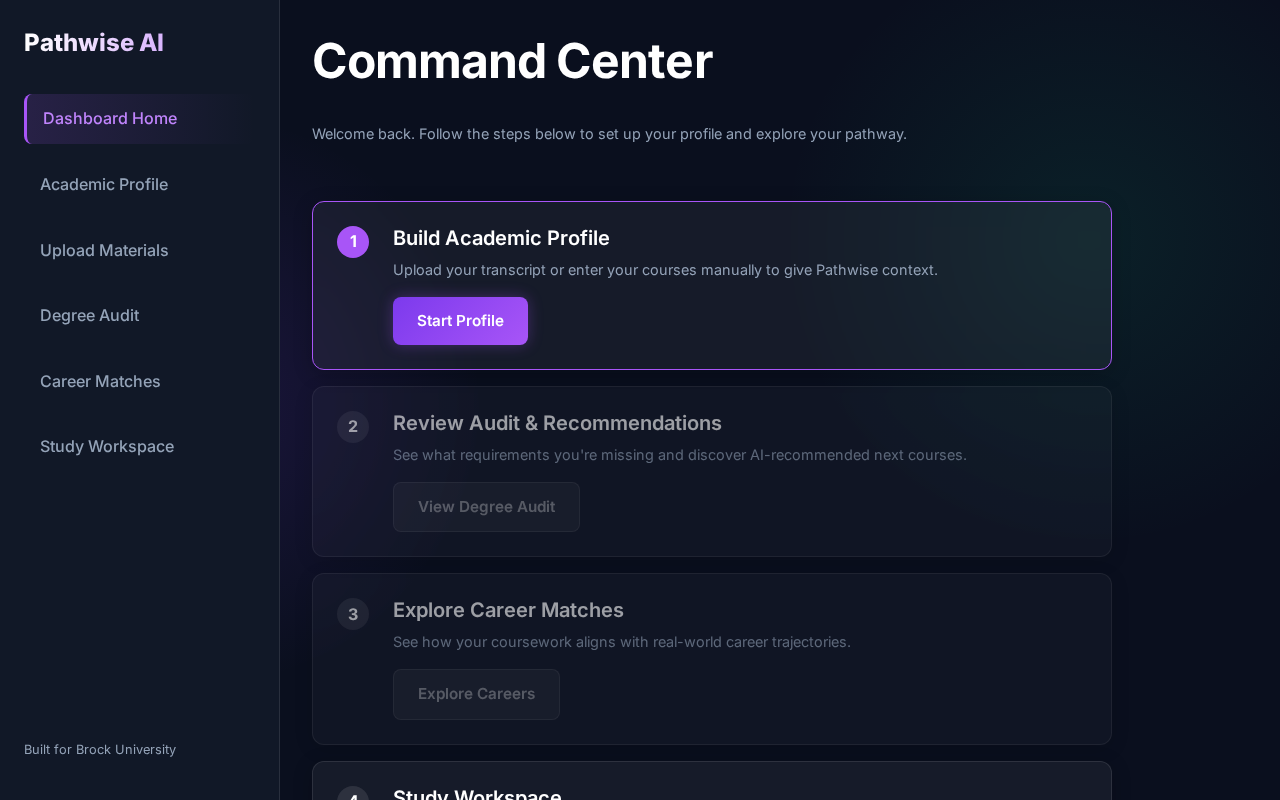 Pathwise AI
Dashboard Home
Academic Profile
Upload Materials
Degree Audit
Career Matches
Study Workspace
Built for Brock University
Command Center
Welcome back. Follow the steps below to set up your profile and explore your pathway.
1
Build Academic Profile
Upload your transcript or enter your courses manually to give Pathwise context.
Start Profile
2
Review Audit & Recommendations
See what requirements you're missing and discover AI-recommended next courses.
View Degree Audit
3
Explore Career Matches
See how your coursework aligns with real-world career trajectories.
Explore Careers
4
Study Workspace